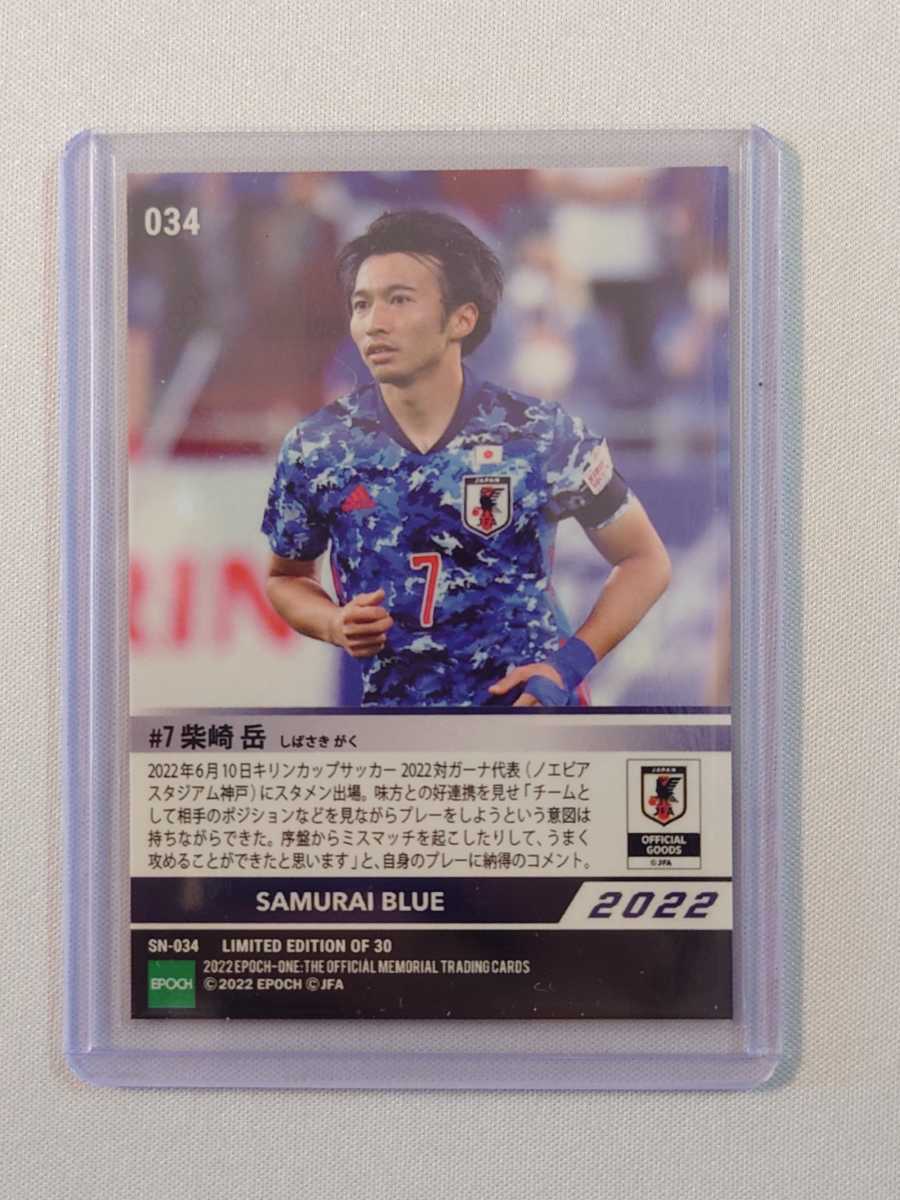 034
JAPAN
JFA
7
RIN
#7 柴崎 岳 しばさき がく
2022年6月10日キリンカップサッカー 2022対ガーナ代表（ノエビア
スタジアム神戸）にスタメン出場。味方との好連携を見せ「チームと
して相手のポジションなどを見ながらプレーをしようという意図は
持ちながらできた。序盤からミスマッチを起こしたりして、うまく
攻めることができたと思います」と、自身のプレーに納得のコメント。
JAPAN
JFA
OFFICIAL
GOODS
©JFA
SAMURAI BLUE 2022
SN-034 LIMITED EDITION OF 30
2022 EPOCH-ONE:THE OFFICIAL MEMORIAL TRADING CARDS
EPOCH ©2022 EPOCH ©JFA